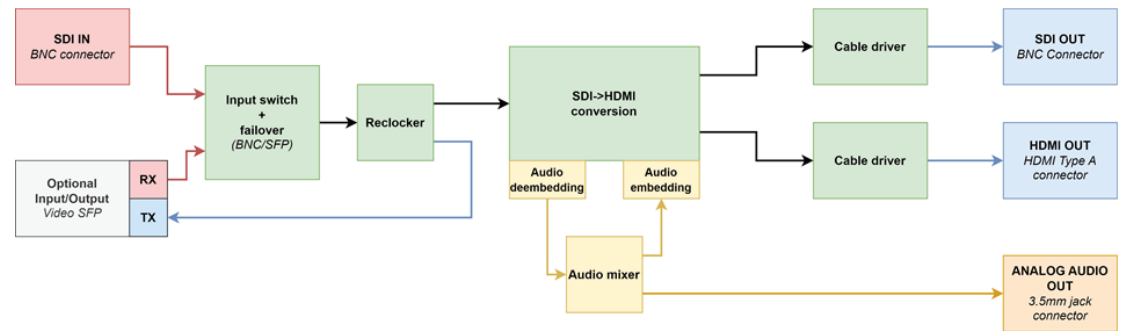 SDI IN
BNC connector
Input switch
+
failover
(BNC/SFP)
Optional
Input/Output
Video SFP
RX
TX
Reclocker
SDI->HDMI
conversion
Audio
deembedding
Audio
embedding
Audio mixer
Cable driver
SDI OUT
BNC Connector
Cable driver
HDMI OUT
HDMI Type A
connector
ANALOG AUDIO
OUT
3.5mm jack
connector